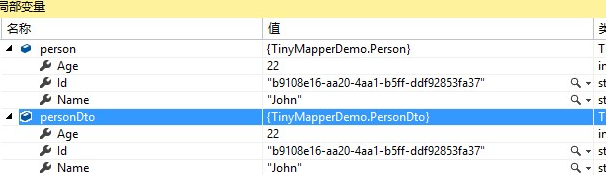 局部变量
名称 值 类
person {TinyMapperDemo.Person} T
Age 22 in
Id "b9108e16-aa20-4aa1-b5ff-ddf92853fa37" st
Name "John" st
personDto {TinyMapperDemo.PersonDto} T
Age 22 in
Id "b9108e16-aa20-4aa1-b5ff-ddf92853fa37" st
Name "John" st